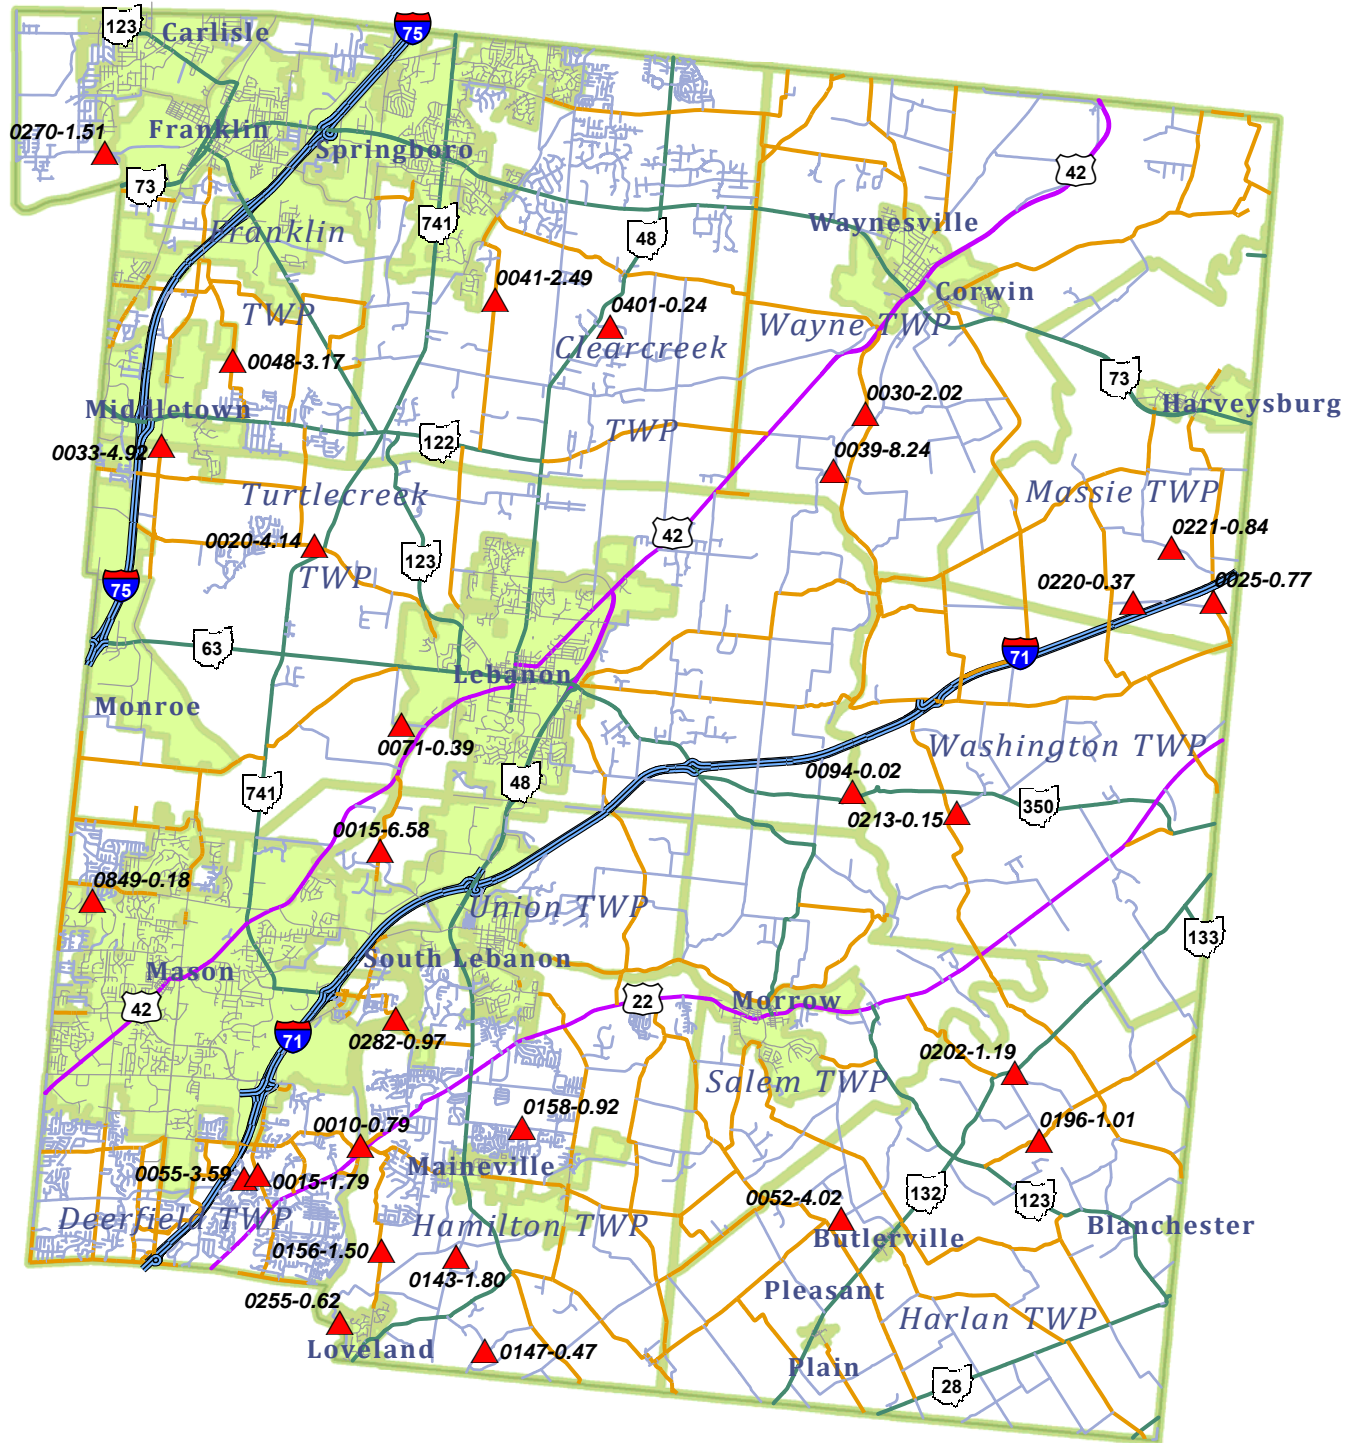 123
Carlisle
75
0270-1.51
Franklin
Springboro
73
42
741
Franklin
48
Waynesville
0041-2.49
0401-0.24
Corwin
TWP
Wayne TWP
Clearcreek
0048-3.17
73
0030-2.02
Harveysburg
Middletown
122
TWP
0033-4.92
0039-8.24
Turtlecreek
Massie TWP
0221-0.84
42
0020-4.14
123
TWP
75
0220-0.37
0025-0.77
63
71
Lebanon
Monroe
0071-0.39
Washington TWP
0094-0.02
48
741
350
0213-0.15
0015-6.58
0849-0.18
Union TWP
133
South Lebanon
Mason
42
22
Morrow
71
0282-0.97
0202-1.19
Salem TWP
0158-0.92
0010-0.79
0196-1.01
Maineville
0055-3.59
0015-1.79
0052-4.02
132
123
Deerfield TWP
Hamilton TWP
Blanchester
Butlerville
0156-1.50
0143-1.80
Pleasant
0255-0.62
Harlan TWP
Loveland
0147-0.47
Plain
28